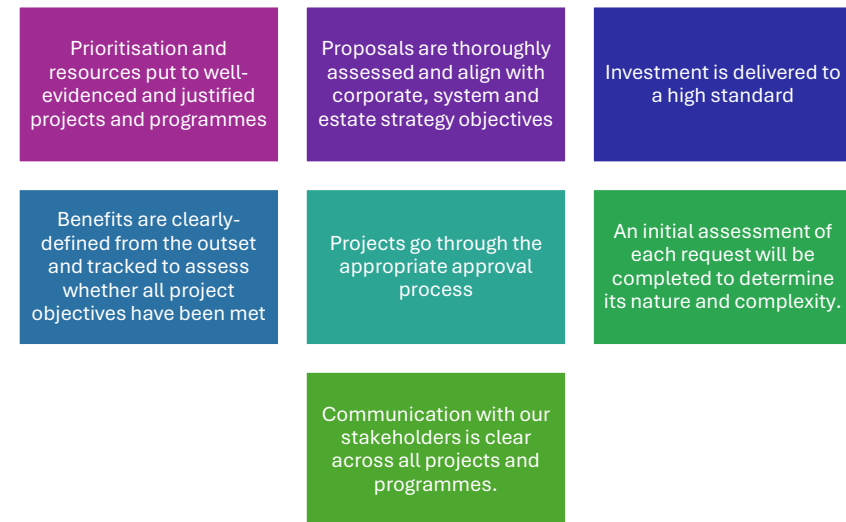 Prioritisation and
resources put to well-
evidenced and justified
projects and programmes
Proposals are thoroughly
assessed and align with
corporate, system and
estate strategy objectives
Investment is delivered to
a high standard
Benefits are clearly-
defined from the outset
and tracked to assess
whether all project
objectives have been met
Projects go through the
appropriate approval
process
An initial assessment of
each request will be
completed to determine
its nature and complexity.
Communication with our
stakeholders is clear
across all projects and
programmes.